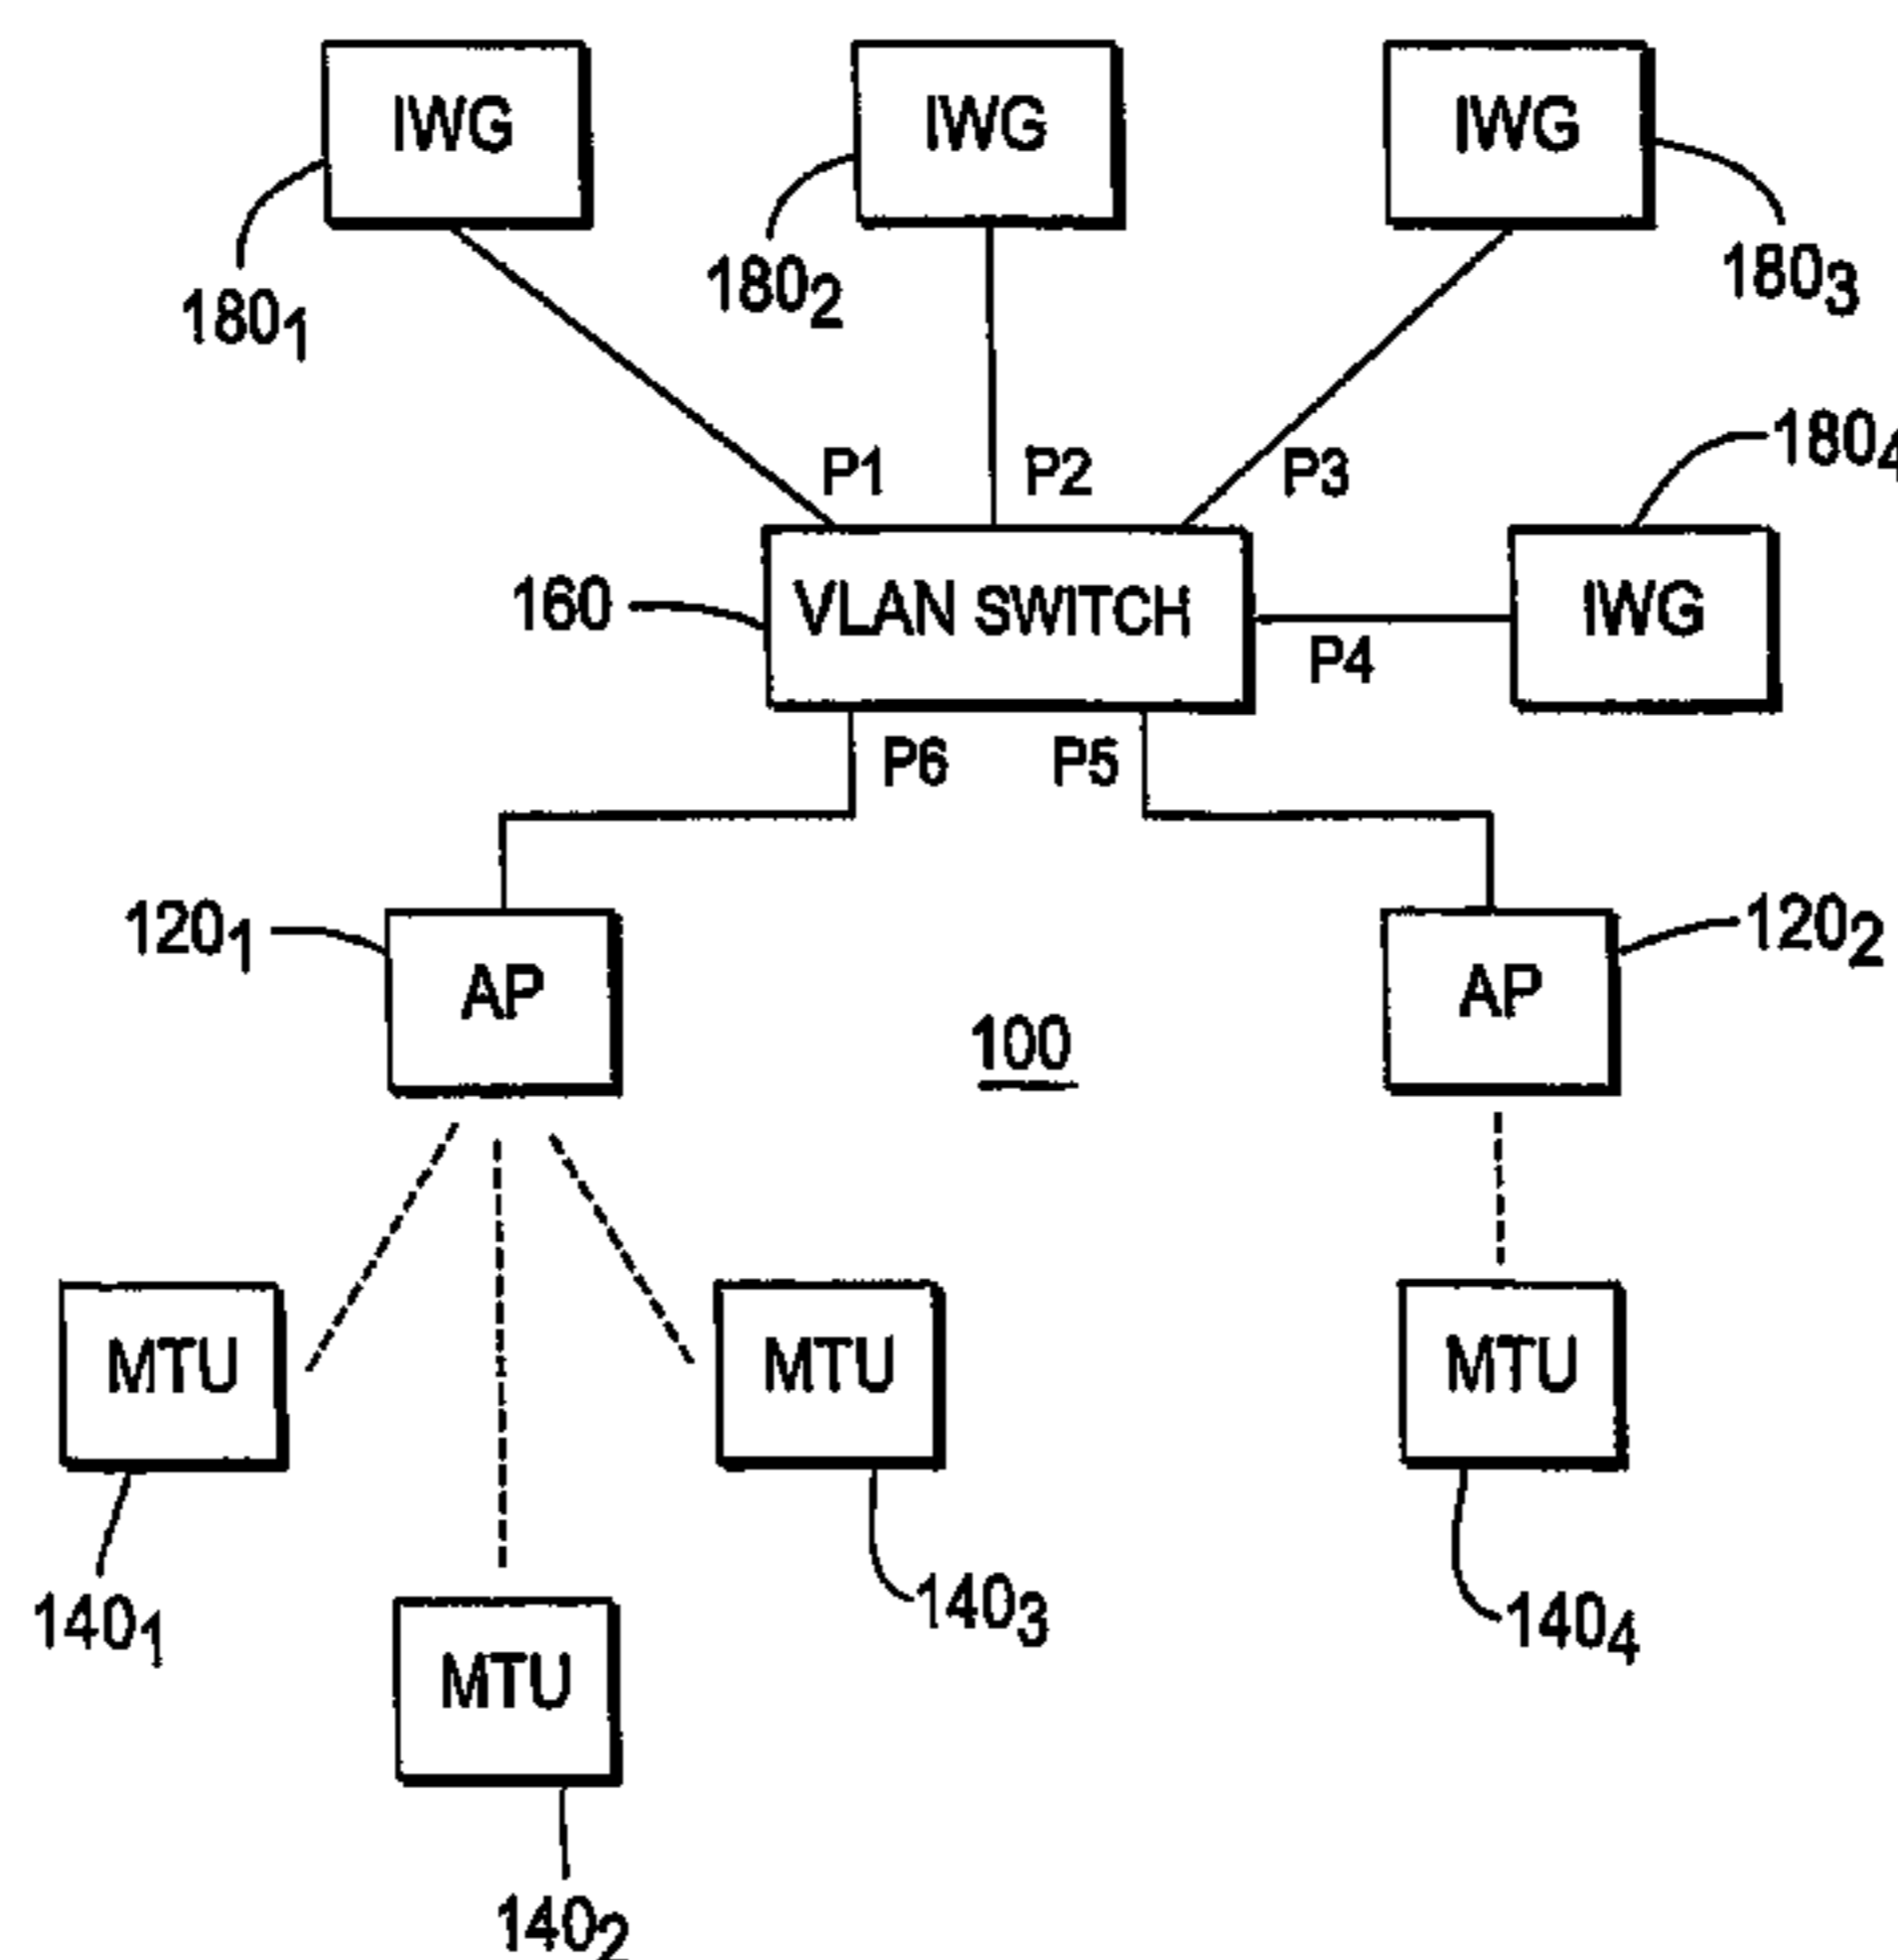 IWG
IWG
IWG
180₁
180₂
180₃
P1
P2
P3
180₄
160
VLAN SWITCH
IWG
P4
P6
P5
120₁
AP
AP
120₂
100
MTU
MTU
MTU
140₁
140₃
140₄
MTU
140₂